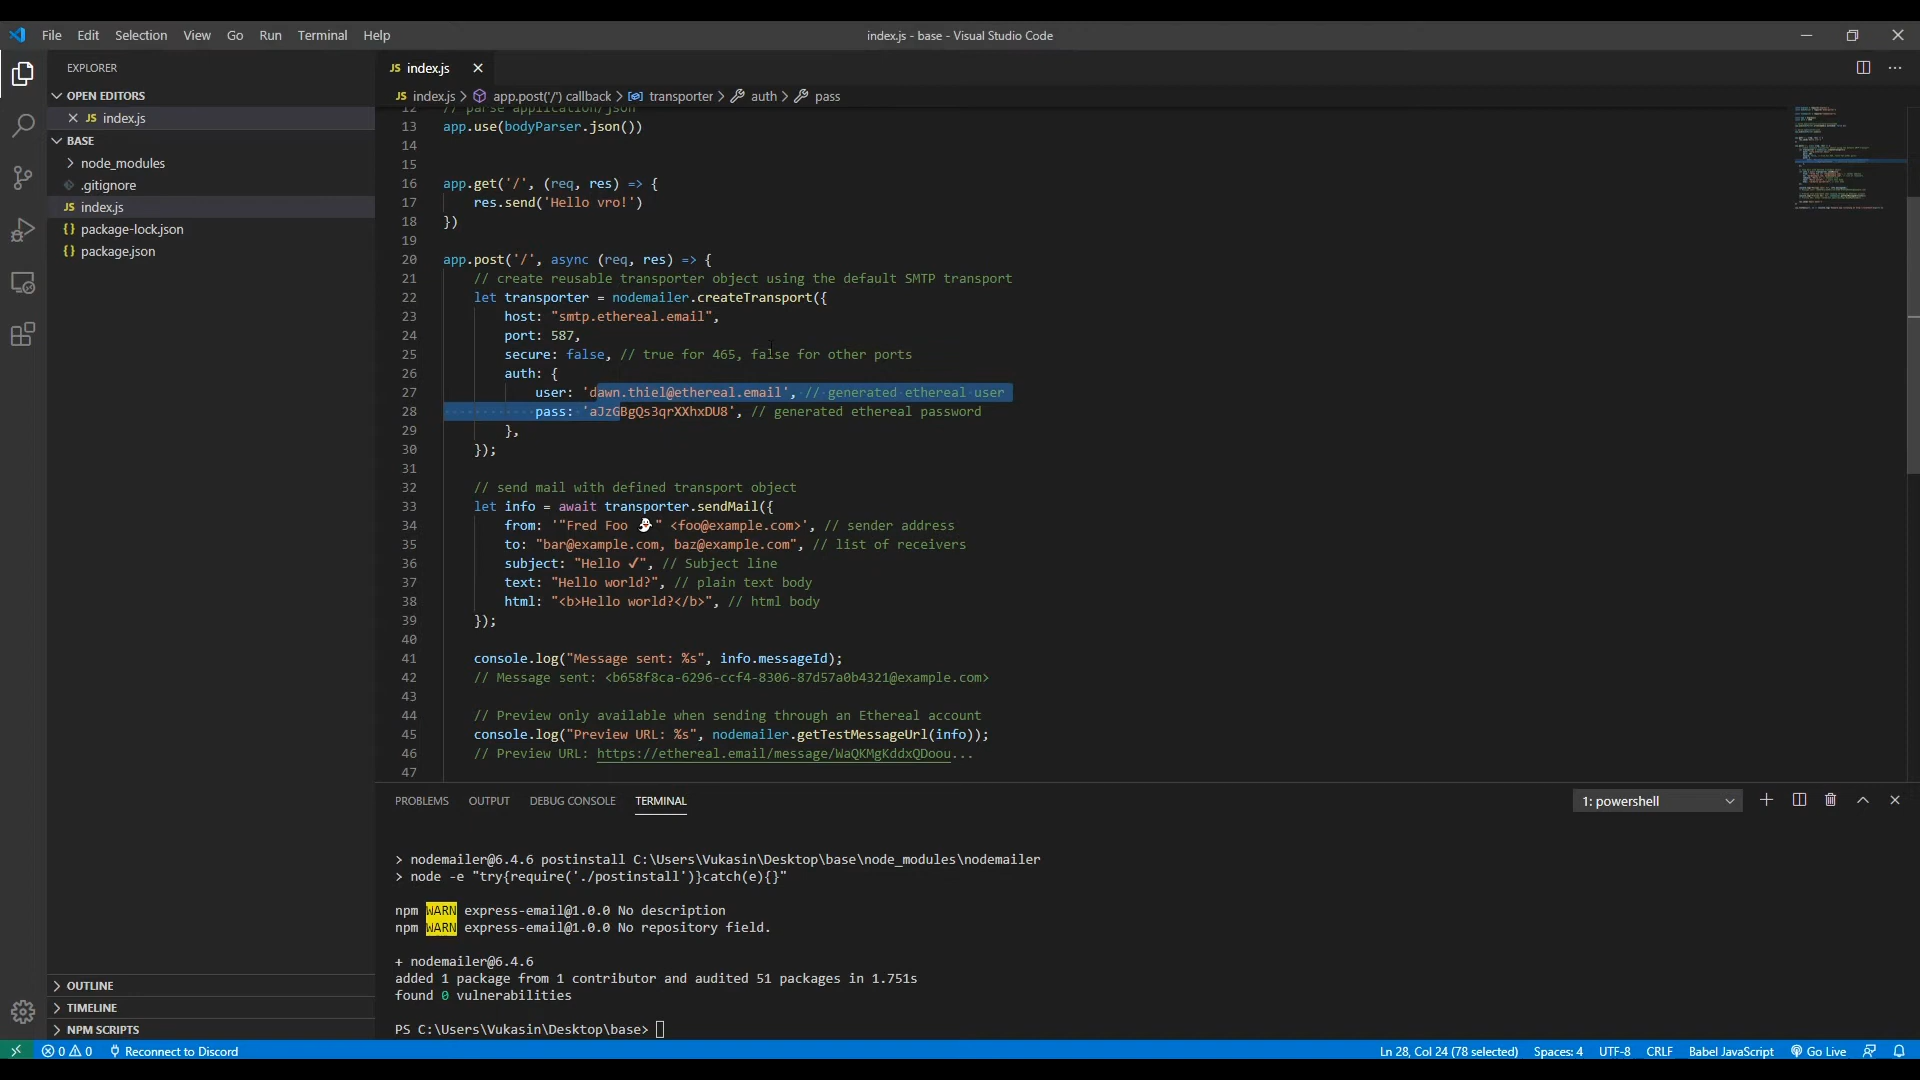 File Edit Selection View Go Run Terminal Help
index.js - base - Visual Studio Code
EXPLORER
OPEN EDITORS
JS index.js
BASE
node_modules
.gitignore
JS index.js
{} package-lock.json
{} package.json
OUTLINE
TIMELINE
NPM SCRIPTS
JS index.js
JS index.js > app.post('/') callback > transporter > auth > pass
12 // parse application/json
13 app.use(bodyParser.json())
14
15
16 app.get('/', (req, res) => {
17 res.send('Hello vro!')
18 })
19
20 app.post('/', async (req, res) => {
21 // create reusable transporter object using the default SMTP transport
22 let transporter = nodemailer.createTransport({
23 host: "smtp.ethereal.email",
24 port: 587,
25 secure: false, // true for 465, false for other ports
26 auth: {
27 user: 'dawn.thiel@ethereal.email', // generated ethereal user
28 pass: 'aJzGBgQs3qrXXhxDU8', // generated ethereal password
29 },
30 });
31
32 // send mail with defined transport object
33 let info = await transporter.sendMail({
34 from: '"Fred Foo 👻" <foo@example.com>', // sender address
35 to: "bar@example.com, baz@example.com", // list of receivers
36 subject: "Hello ✔", // Subject line
37 text: "Hello world?", // plain text body
38 html: "<b>Hello world?</b>", // html body
39 });
40
41 console.log("Message sent: %s", info.messageId);
42 // Message sent: <b658f8ca-6296-ccf4-8306-87d57a0b4321@example.com>
43
44 // Preview only available when sending through an Ethereal account
45 console.log("Preview URL: %s", nodemailer.getTestMessageUrl(info));
46 // Preview URL: https://ethereal.email/message/WaQKMgKddxQDoou...
47
PROBLEMS OUTPUT DEBUG CONSOLE TERMINAL
1: powershell
> nodemailer@6.4.6 postinstall C:\Users\Vukasin\Desktop\base\node_modules\nodemailer
> node -e "try{require('./postinstall')}catch(e){}"
npm WARN express-email@1.0.0 No description
npm WARN express-email@1.0.0 No repository field.
+ nodemailer@6.4.6
added 1 package from 1 contributor and audited 51 packages in 1.751s
found 0 vulnerabilities
PS C:\Users\Vukasin\Desktop\base>
0 0 Reconnect to Discord
Ln 28, Col 24 (78 selected) Spaces: 4 UTF-8 CRLF Babel JavaScript Go Live